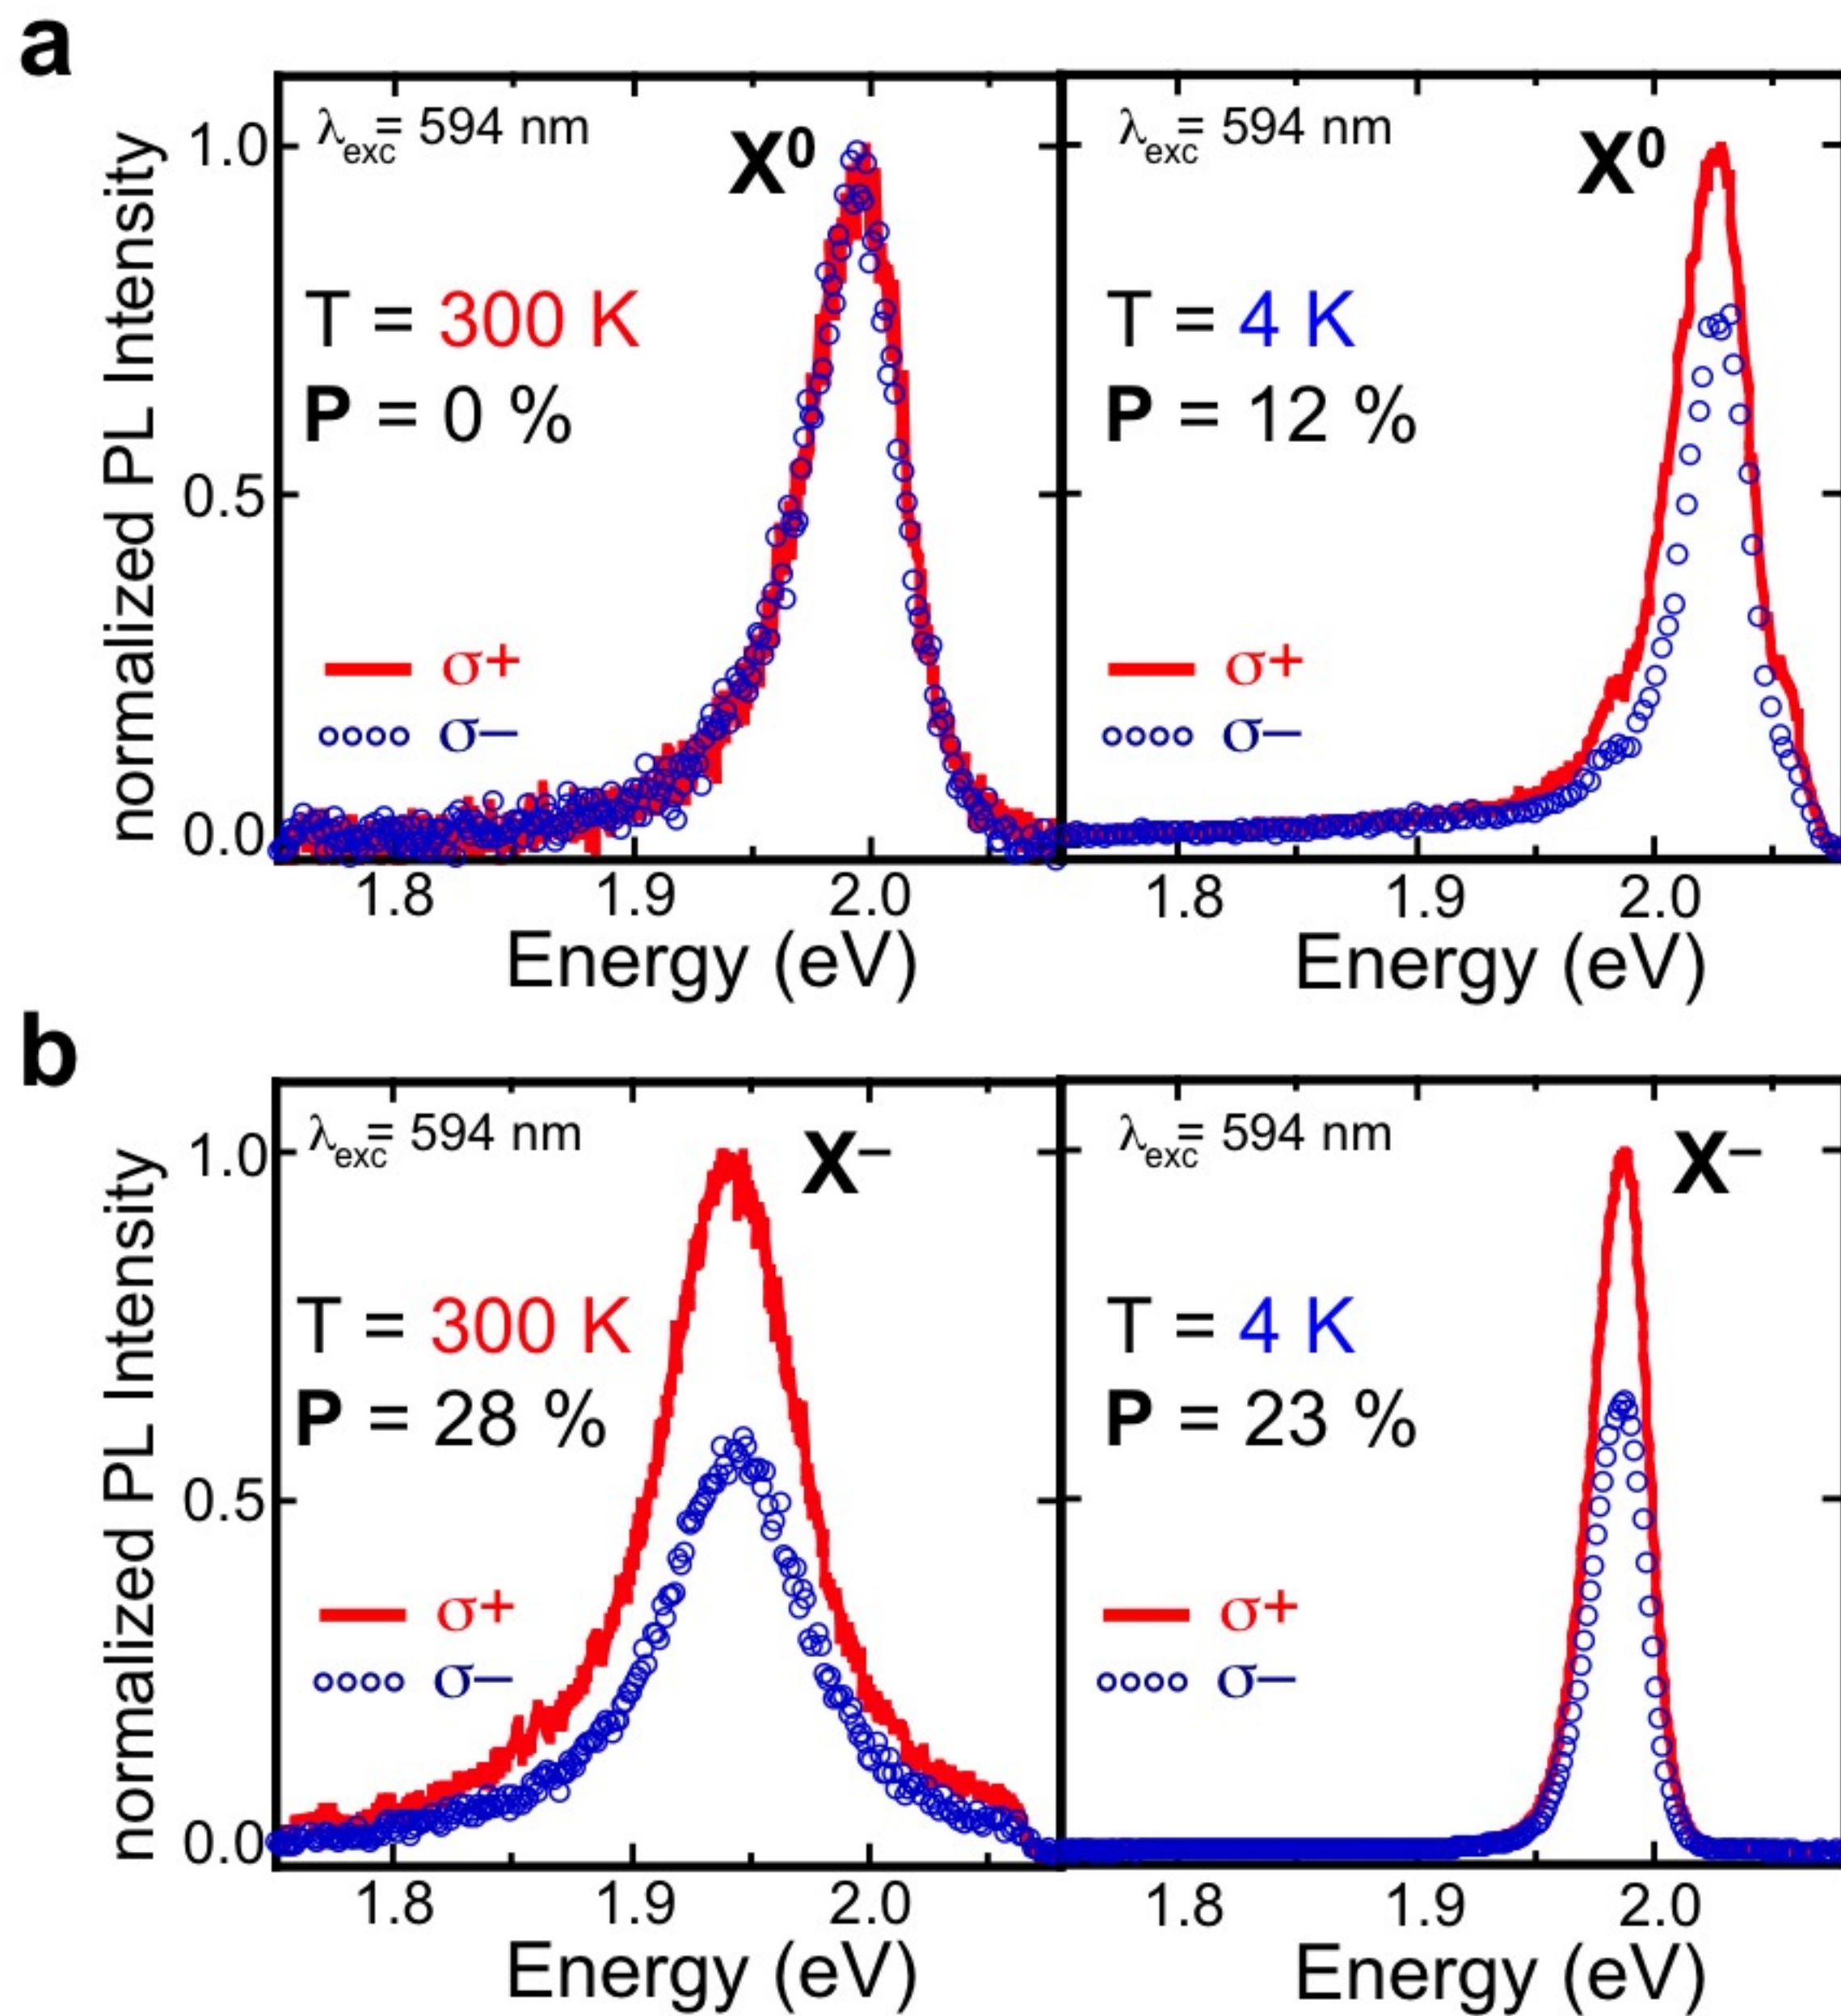 a
normalized PL Intensity
1.0
0.5
0.0
λexc= 594 nm
X⁰
T = 300 K
P = 0 %
σ+
σ−
1.8 1.9 2.0
Energy (eV)
λexc= 594 nm
X⁰
T = 4 K
P = 12 %
σ+
σ−
1.8 1.9 2.0
Energy (eV)
b
normalized PL Intensity
1.0
0.5
0.0
λexc= 594 nm
X−
T = 300 K
P = 28 %
σ+
σ−
1.8 1.9 2.0
Energy (eV)
λexc= 594 nm
X−
T = 4 K
P = 23 %
σ+
σ−
1.8 1.9 2.0
Energy (eV)